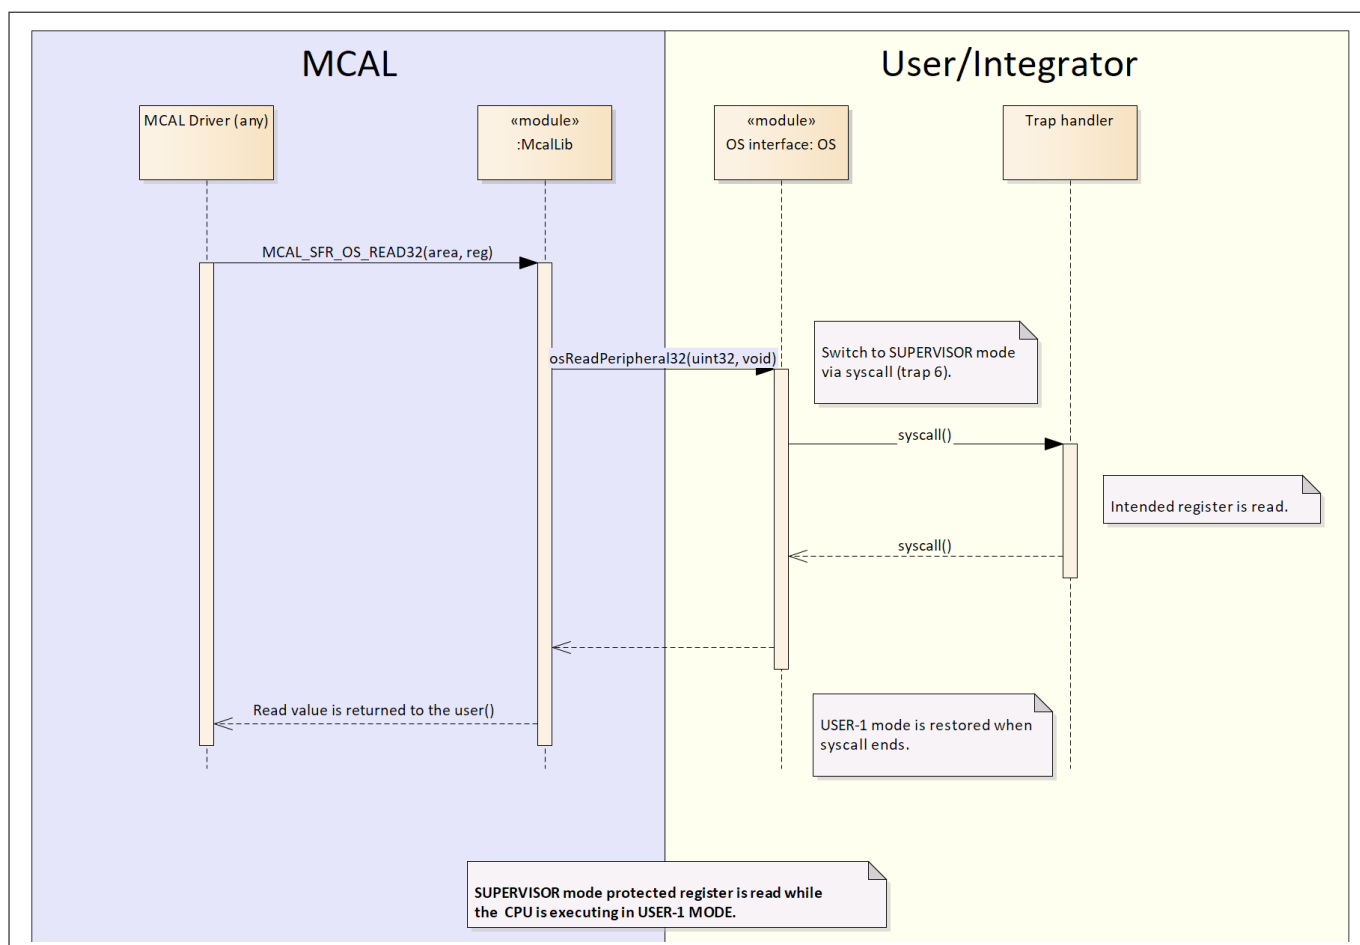 MCAL
User/Integrator
MCAL Driver (any)
«module»
:McalLib
«module»
OS interface: OS
Trap handler
MCAL_SFR_OS_READ32(area, reg)
osReadPeripheral32(uint32, void)
Switch to SUPERVISOR mode
via syscall (trap 6).
syscall()
Intended register is read.
syscall()
Read value is returned to the user()
USER-1 mode is restored when
syscall ends.
SUPERVISOR mode protected register is read while
the CPU is executing in USER-1 MODE.